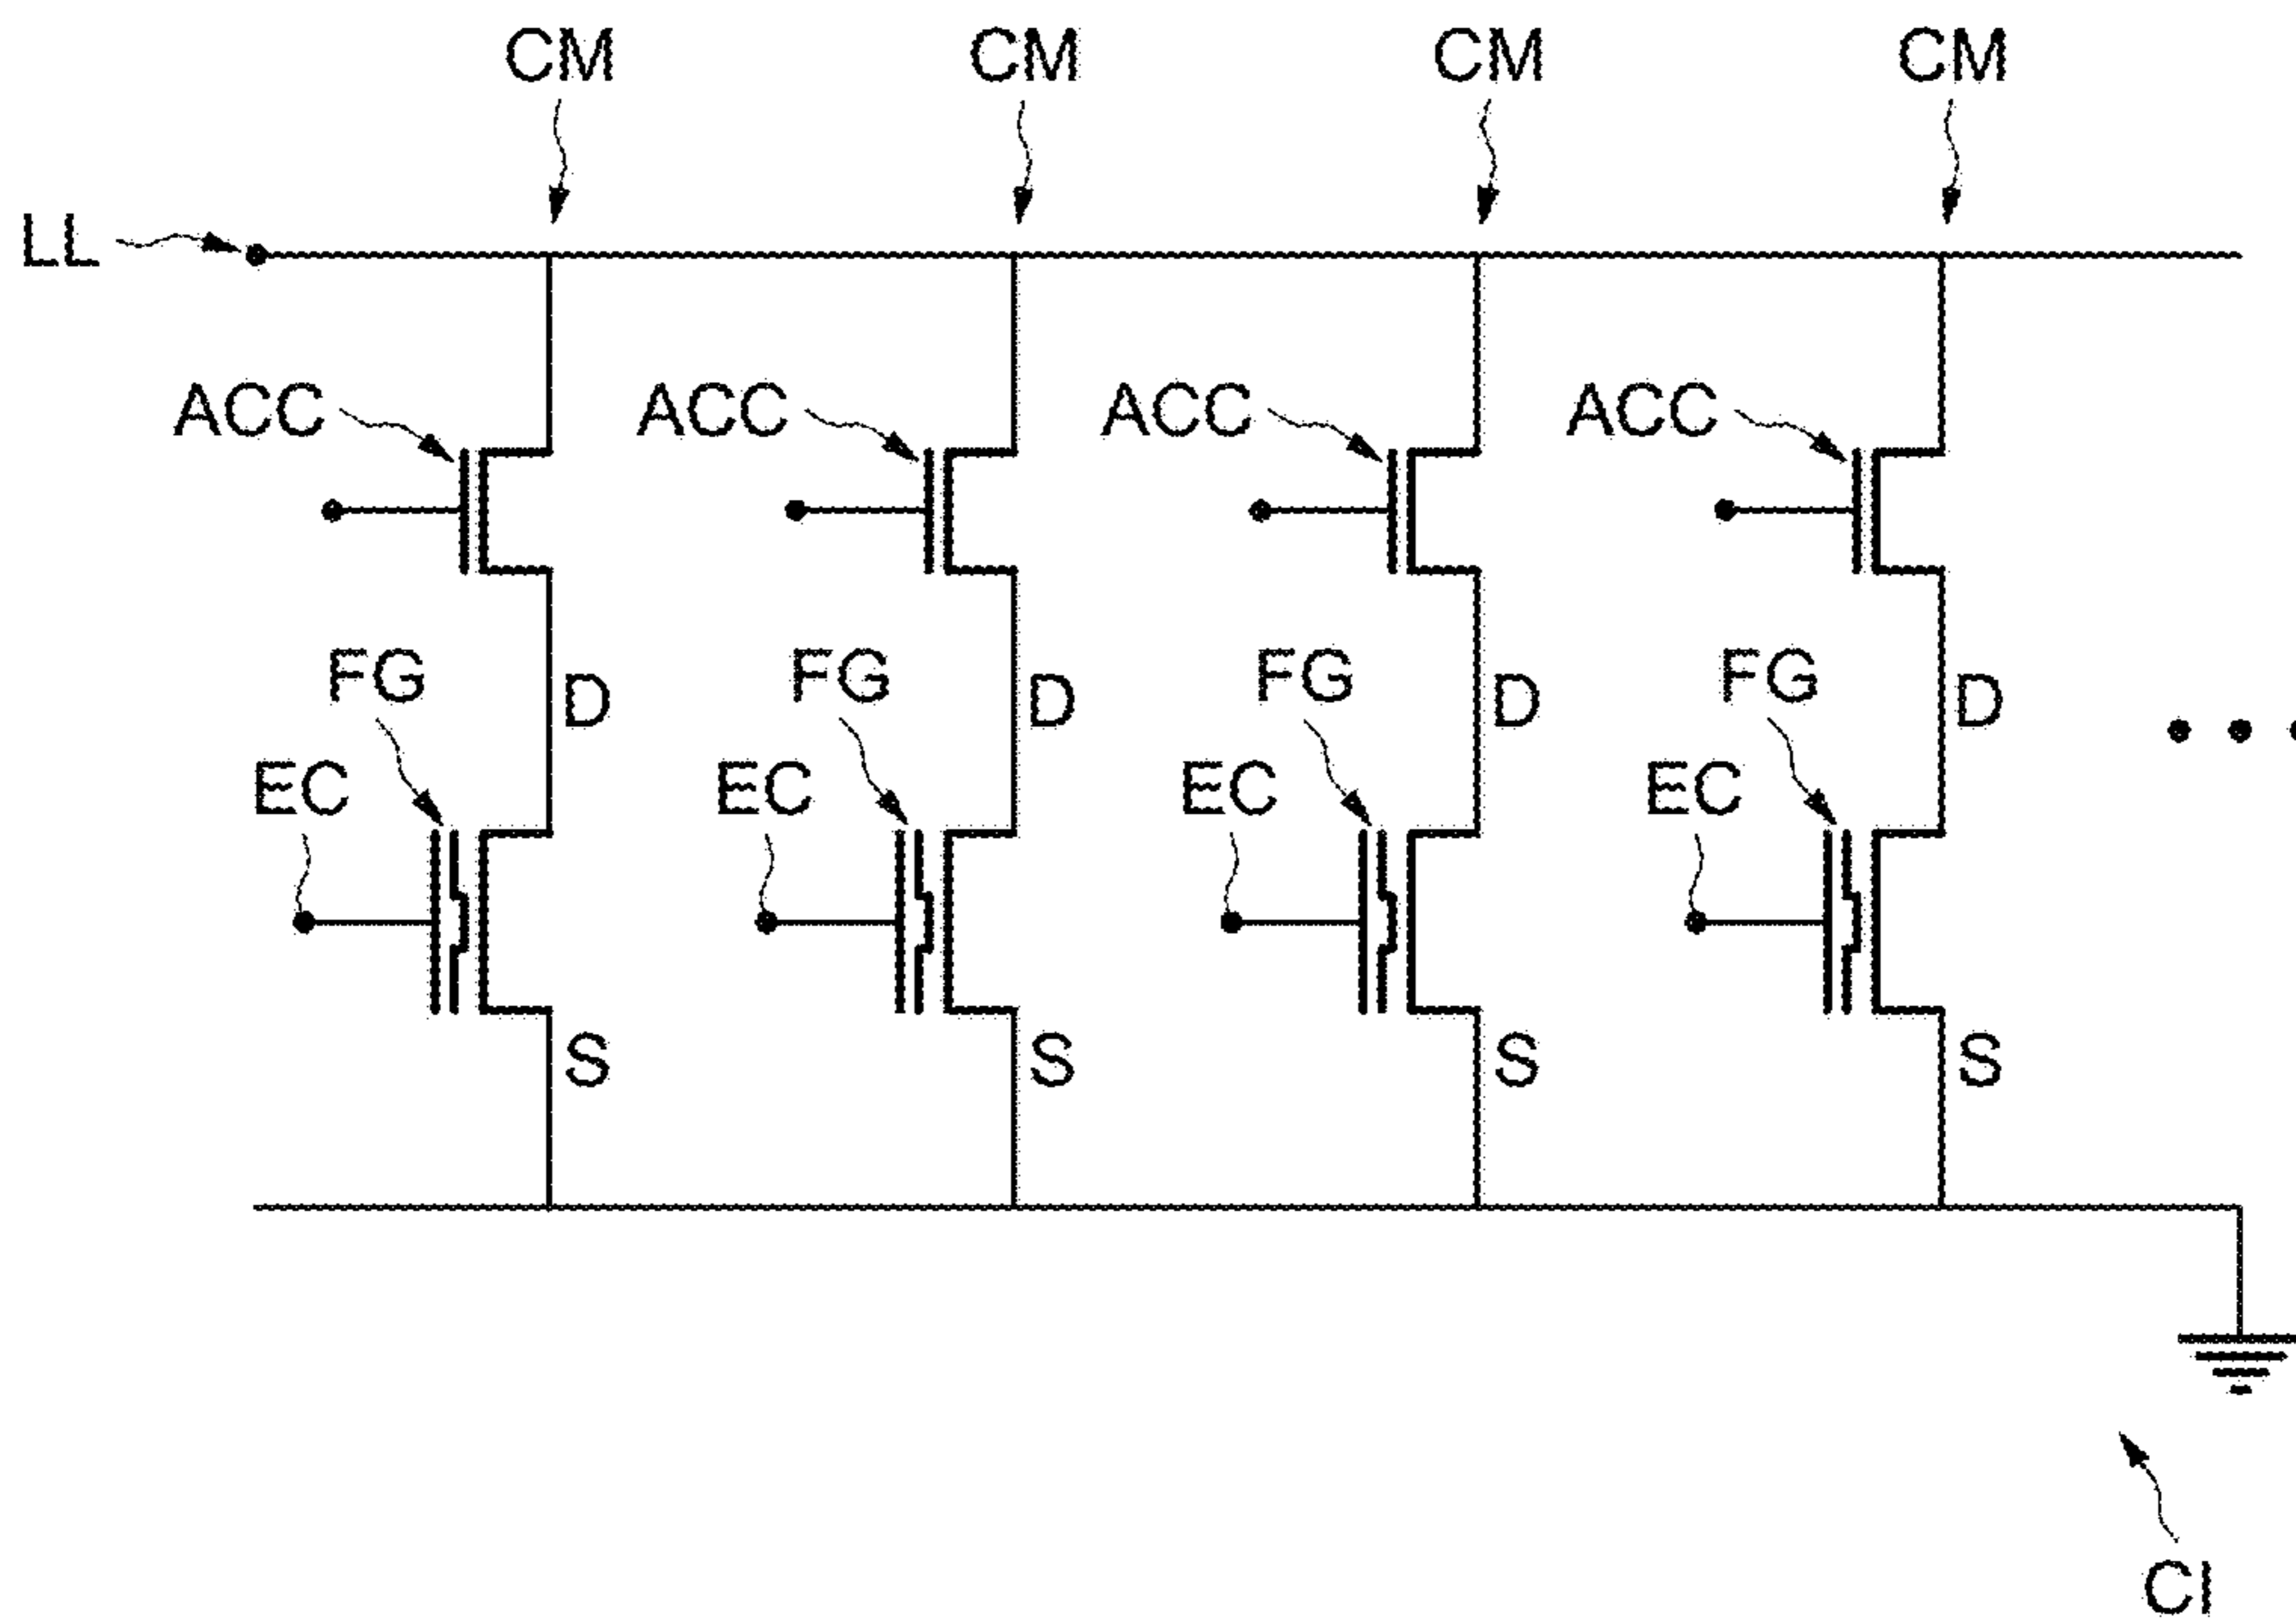 CM CM CM CM
LL
ACC ACC ACC ACC
FG D FG D FG D FG D
EC EC EC EC
S S S S
CI